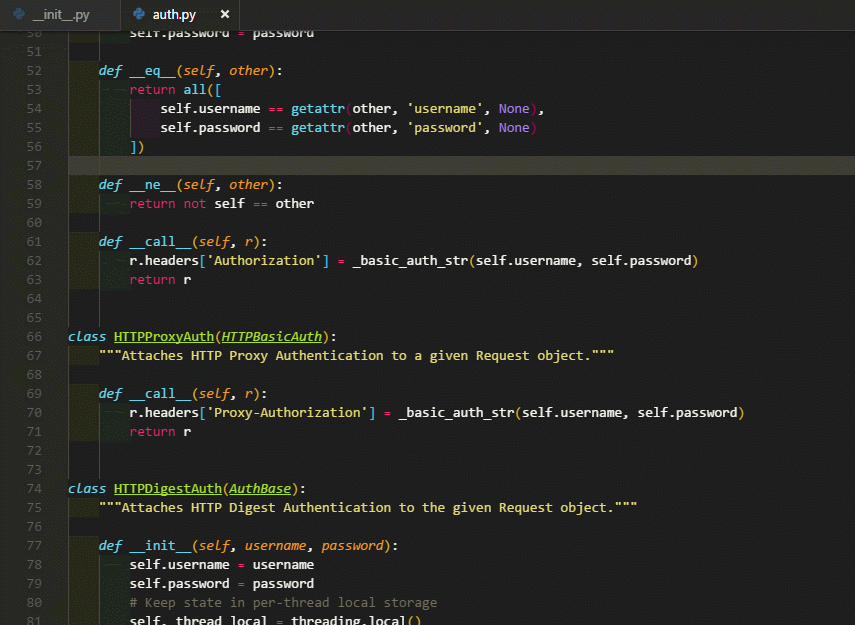 __init__.py auth.py ×
50 self.password = password
51
52 def __eq__(self, other):
53 return all([
54 self.username == getattr(other, 'username', None),
55 self.password == getattr(other, 'password', None)
56 ])
57
58 def __ne__(self, other):
59 return not self == other
60
61 def __call__(self, r):
62 r.headers['Authorization'] = _basic_auth_str(self.username, self.password)
63 return r
64
65
66 class HTTPProxyAuth(HTTPBasicAuth):
67 """Attaches HTTP Proxy Authentication to a given Request object."""
68
69 def __call__(self, r):
70 r.headers['Proxy-Authorization'] = _basic_auth_str(self.username, self.password)
71 return r
72
73
74 class HTTPDigestAuth(AuthBase):
75 """Attaches HTTP Digest Authentication to the given Request object."""
76
77 def __init__(self, username, password):
78 self.username = username
79 self.password = password
80 # Keep state in per-thread local storage
81 self._thread_local = threading.local()